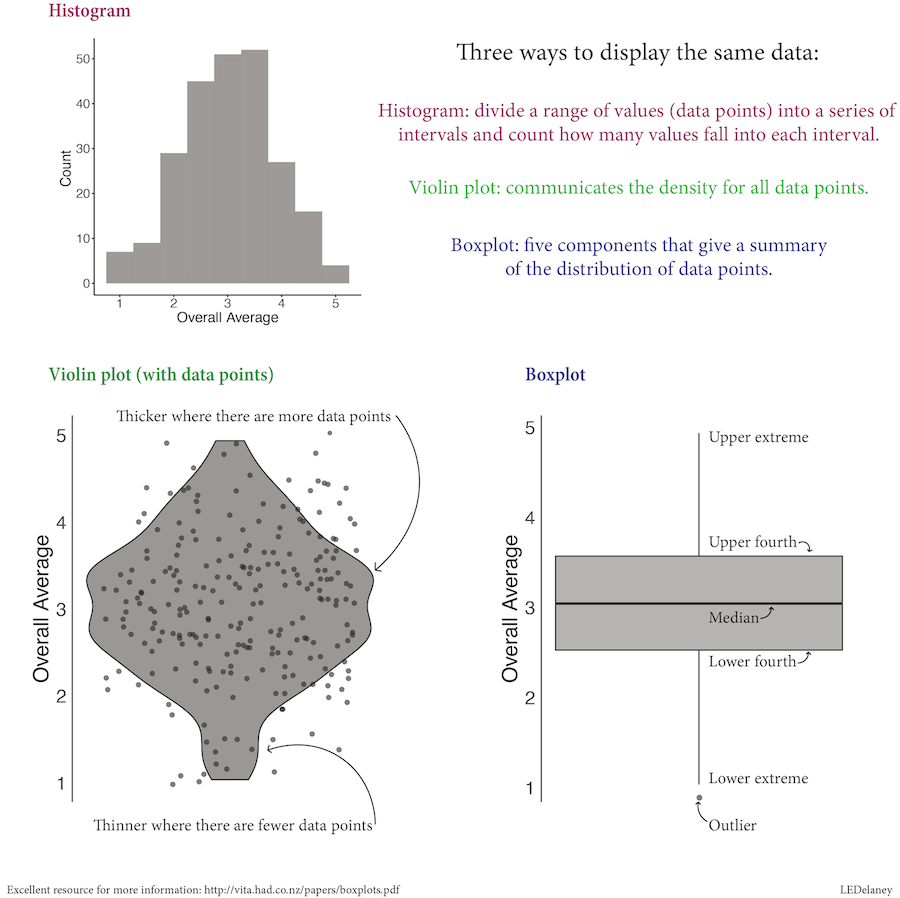 Histogram
50
40
30
20
10
0
Count
1 2 3 4 5
Overall Average
Three ways to display the same data:
Histogram: divide a range of values (data points) into a series of
intervals and count how many values fall into each interval.
Violin plot: communicates the density for all data points.
Boxplot: five components that give a summary
of the distribution of data points.
Violin plot (with data points)
Thicker where there are more data points
5
4
3
2
1
Overall Average
Thinner where there are fewer data points
Boxplot
5
4
3
2
1
Overall Average
Upper extreme
Upper fourth
Median
Lower fourth
Lower extreme
Outlier
Excellent resource for more information: http://vita.had.co.nz/papers/boxplots.pdf
LEDelaney